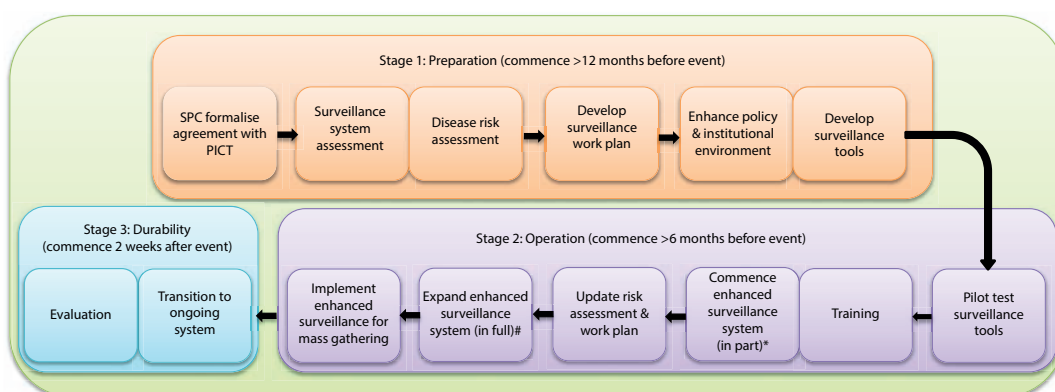 Stage 1: Preparation (commence >12 months before event)
SPC formalise
agreement with
PICT
Surveillance
system
assessment
Disease risk
assessment
Develop
surveillance
work plan
Enhance policy
& institutional
environment
Develop
surveillance
tools
Stage 2: Operation (commence >6 months before event)
Pilot test
surveillance
tools
Training
Commence
enhanced
surveillance
system
(in part)*
Update risk
assessment &
work plan
Expand enhanced
surveillance
system (in full)#
Implement
enhanced
surveillance for
mass gathering
Stage 3: Durability
(commence 2 weeks after event)
Transition to
ongoing
system
Evaluation